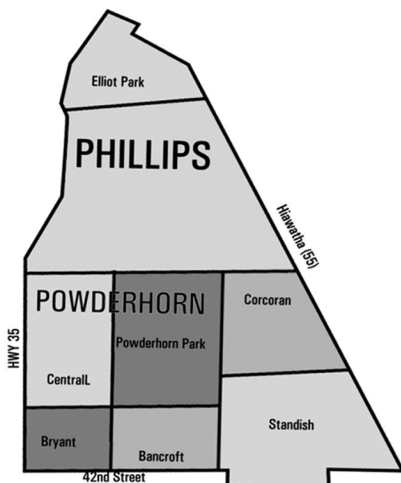 Elliot Park
PHILLIPS
Hiawatha (55)
POWDERHORN
Corcoran
Powderhorn Park
HWY 35
CentralL
Standish
Bryant
Bancroft
42nd Street